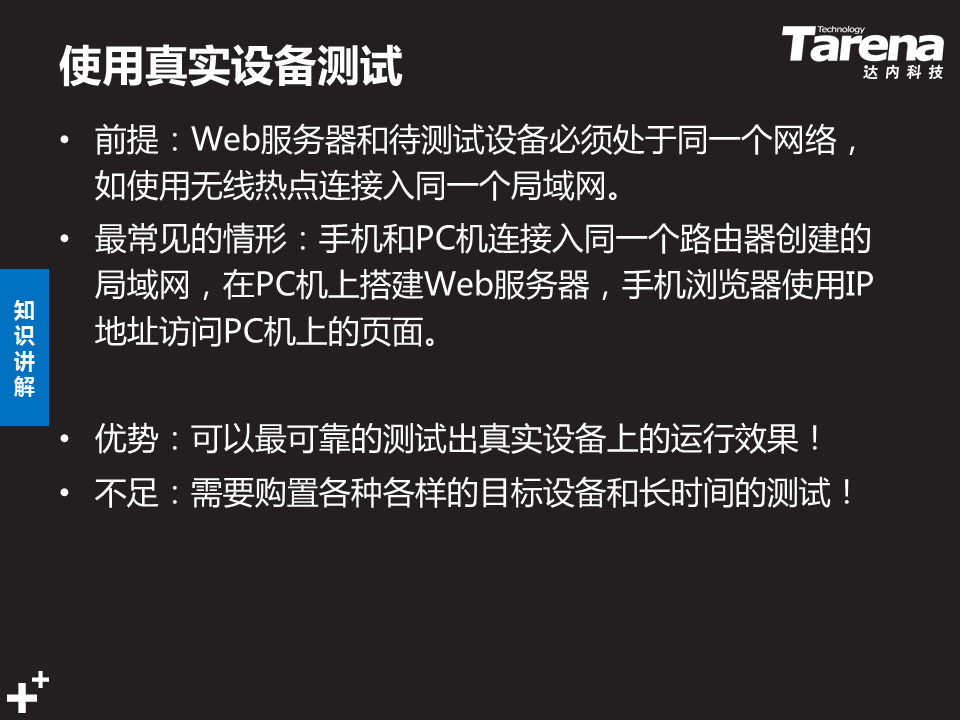 使用真实设备测试
Technology
Tarena
达内科技
• 前提：Web服务器和待测试设备必须处于同一个网络，
如使用无线热点连接入同一个局域网。
• 最常见的情形：手机和PC机连接入同一个路由器创建的
局域网，在PC机上搭建Web服务器，手机浏览器使用IP
地址访问PC机上的页面。
知
识
讲
解
• 优势：可以最可靠的测试出真实设备上的运行效果！
• 不足：需要购置各种各样的目标设备和长时间的测试！